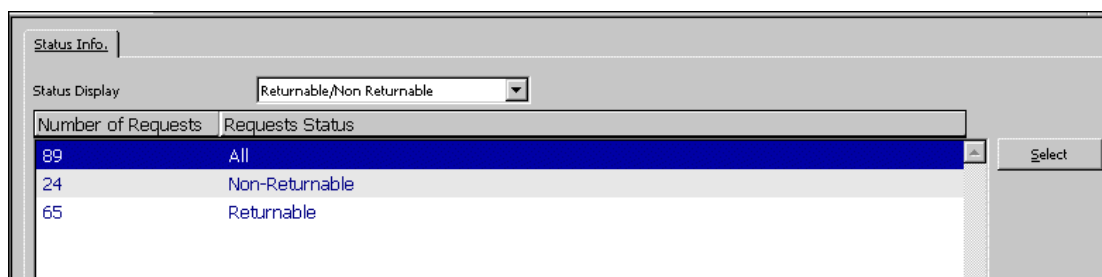 Status Info.
Status Display Returnable/Non Returnable
Number of Requests Requests Status
89 All
Select
24 Non-Returnable
65 Returnable